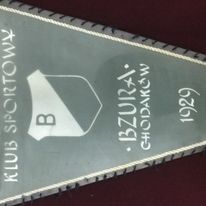 KLUB SPORTOWY
B
·BZURA·
CHODAKÓW
1929